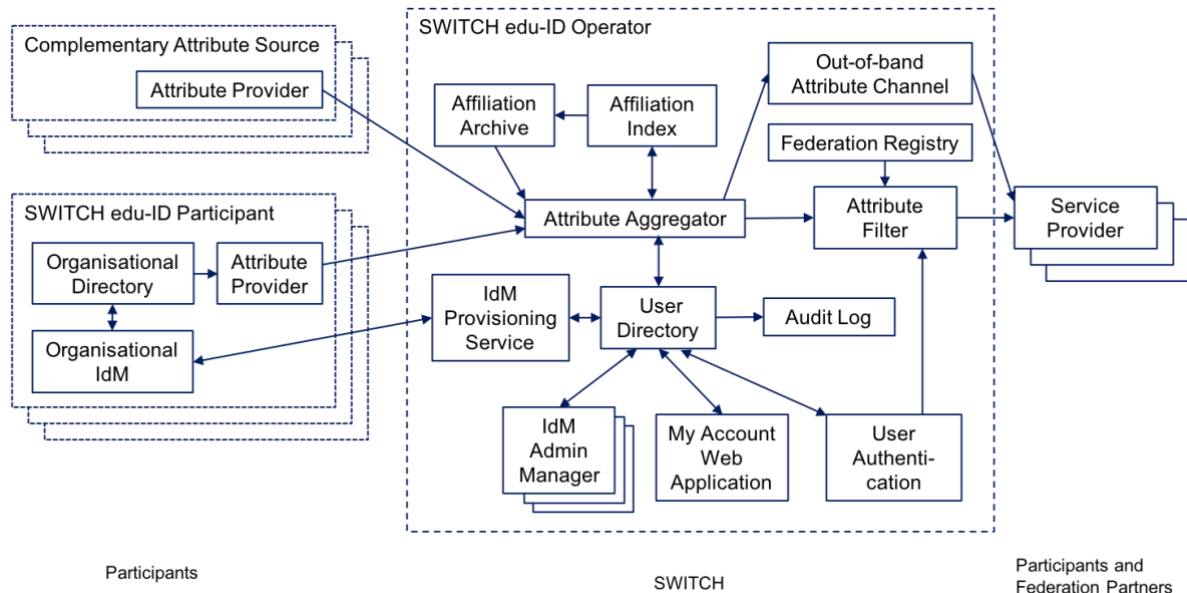 Complementary Attribute Source
Attribute Provider
SWITCH edu-ID Participant
Organisational
Directory
Attribute
Provider
Organisational
IdM
SWITCH edu-ID Operator
Affiliation
Archive
Affiliation
Index
Out-of-band
Attribute Channel
Federation Registry
Attribute Aggregator
Attribute
Filter
Service
Provider
IdM
Provisioning
Service
User
Directory
Audit Log
IdM
Admin
Manager
My Account
Web
Application
User
Authenti-
cation
Participants
SWITCH
Participants and
Federation Partners